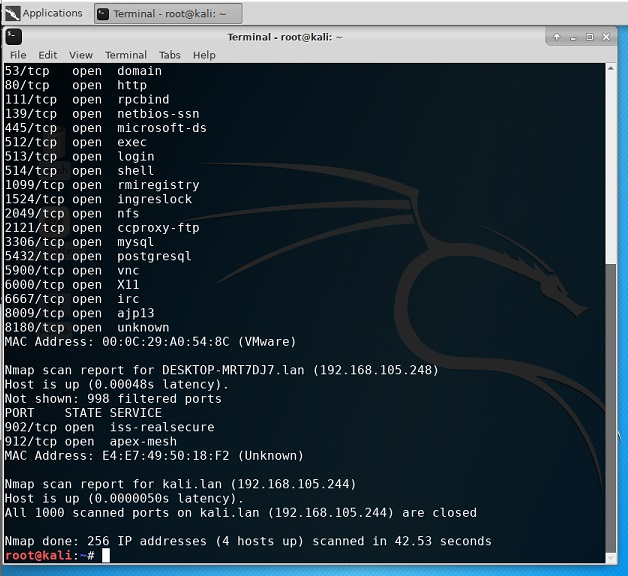 Applications
Terminal - root@kali: ~
Terminal - root@kali: ~
File Edit View Terminal Tabs Help
53/tcp   open  domain
80/tcp   open  http
111/tcp  open  rpcbind
139/tcp  open  netbios-ssn
445/tcp  open  microsoft-ds
512/tcp  open  exec
513/tcp  open  login
514/tcp  open  shell
1099/tcp open  rmiregistry
1524/tcp open  ingreslock
2049/tcp open  nfs
2121/tcp open  ccproxy-ftp
3306/tcp open  mysql
5432/tcp open  postgresql
5900/tcp open  vnc
6000/tcp open  X11
6667/tcp open  irc
8009/tcp open  ajp13
8180/tcp open  unknown
MAC Address: 00:0C:29:A0:54:8C (VMware)
Nmap scan report for DESKTOP-MRT7DJ7.lan (192.168.105.248)
Host is up (0.00048s latency).
Not shown: 998 filtered ports
PORT    STATE SERVICE
902/tcp open  iss-realsecure
912/tcp open  apex-mesh
MAC Address: E4:E7:49:50:18:F2 (Unknown)
Nmap scan report for kali.lan (192.168.105.244)
Host is up (0.0000050s latency).
All 1000 scanned ports on kali.lan (192.168.105.244) are closed
Nmap done: 256 IP addresses (4 hosts up) scanned in 42.53 seconds
root@kali:~#